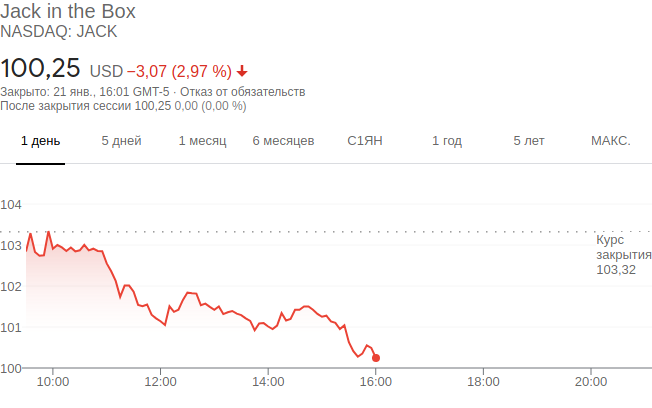 Jack in the Box
NASDAQ: JACK
100,25 USD −3,07 (2,97 %)
Закрыто: 21 янв., 16:01 GMT-5 · Отказ от обязательств
После закрытия сессии 100,25 0,00 (0,00 %)
1 день 5 дней 1 месяц 6 месяцев С1ЯН 1 год 5 лет МАКС.
104
103
102
101
100
Курс
закрытия
103,32
10:00 12:00 14:00 16:00 18:00 20:00